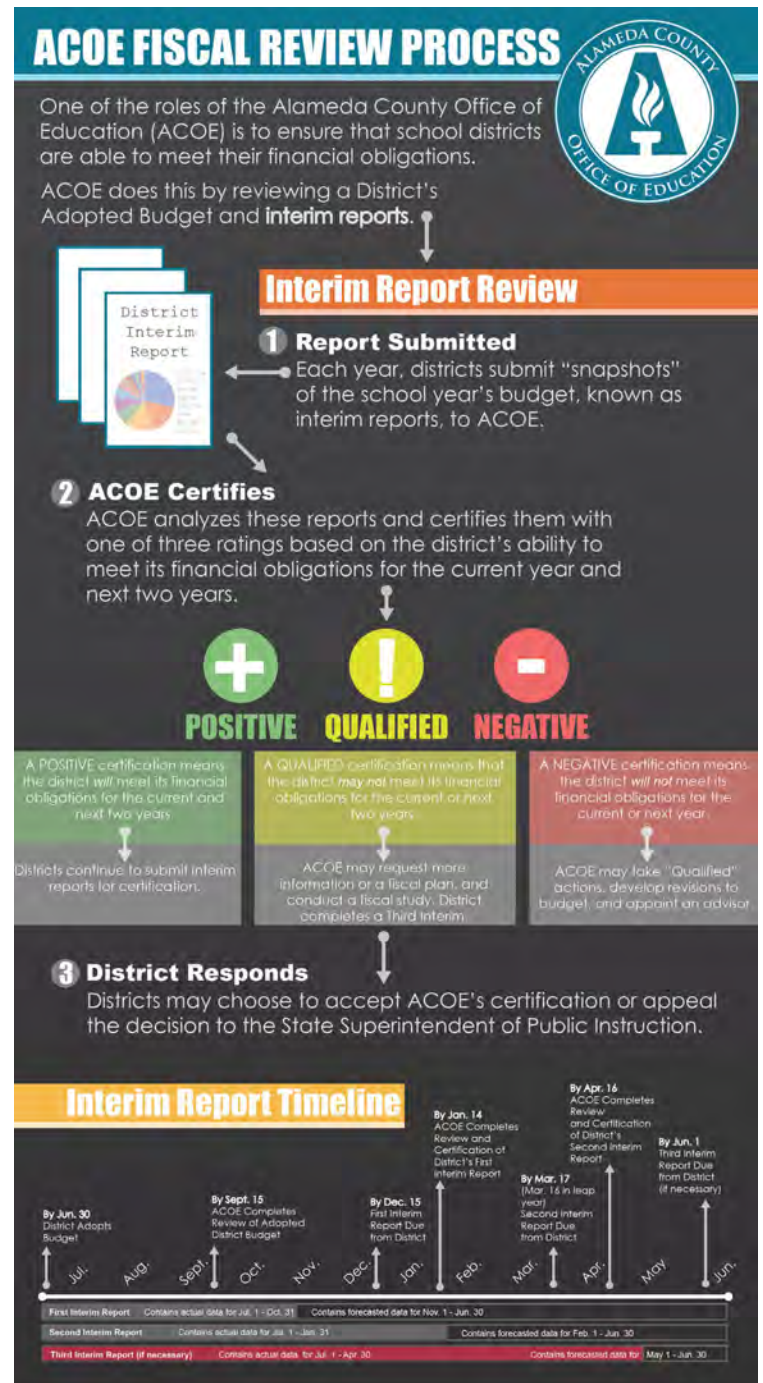 ACOE FISCAL REVIEW PROCESS
ALAMEDA COUNTY
OFFICE OF EDUCATION
One of the roles of the Alameda County Office of
Education (ACOE) is to ensure that school districts
are able to meet their financial obligations.
ACOE does this by reviewing a District's
Adopted Budget and interim reports.
District
Interim
Report
Interim Report Review
1 Report Submitted
Each year, districts submit “snapshots”
of the school year's budget, known as
interim reports, to ACOE.
2 ACOE Certifies
ACOE analyzes these reports and certifies them with
one of three ratings based on the district's ability to
meet its financial obligations for the current year and
next two years.
+ ! -
POSITIVE QUALIFIED NEGATIVE
A POSITIVE certification means
the district will meet its financial
obligations for the current and
next two years
Districts continue to submit interim
reports for certification.
A QUALIFIED certification means that
the district may not meet its financial
obligations for the current or next
two years
ACOE may request more
information or a fiscal plan, and
conduct a fiscal study. District
completes a Third Interim
A NEGATIVE certification means
the district will not meet its
financial obligations for the
current or next year
ACOE may take “Qualified”
actions, develop revisions to
budget, and appoint an advisor.
3 District Responds
Districts may choose to accept ACOE's certification or appeal
the decision to the State Superintendent of Public Instruction.
Interim Report Timeline
By Jun. 30
District Adopts
Budget
By Sept. 15
ACOE Completes
Review of Adopted
District Budget
By Dec. 15
First Interim
Report Due
from District
By Jan. 14
ACOE Completes
Review and
Certification of
District's First
Interim Report
By Mar. 17
(Mar. 16 in leap
year)
Second Interim
Report Due
from District
By Apr. 16
ACOE Completes
Review
and Certification
of District's
Second Interim
Report
By Jun. 1
Third Interim
Report Due
from District
(if necessary)
Jul. Aug. Sept. Oct. Nov. Dec. Jan. Feb. Mar. Apr. May Jun.
First Interim Report Contains actual data for Jul. 1 - Oct. 31 Contains forecasted data for Nov. 1 - Jun. 30
Second Interim Report Contains actual data for Jul. 1 - Jan. 31 Contains forecasted data for Feb. 1 - Jun. 30
Third Interim Report (if necessary) Contains actual data for Jul. 1 - Apr. 30 Contains forecasted data for May 1 - Jun. 30